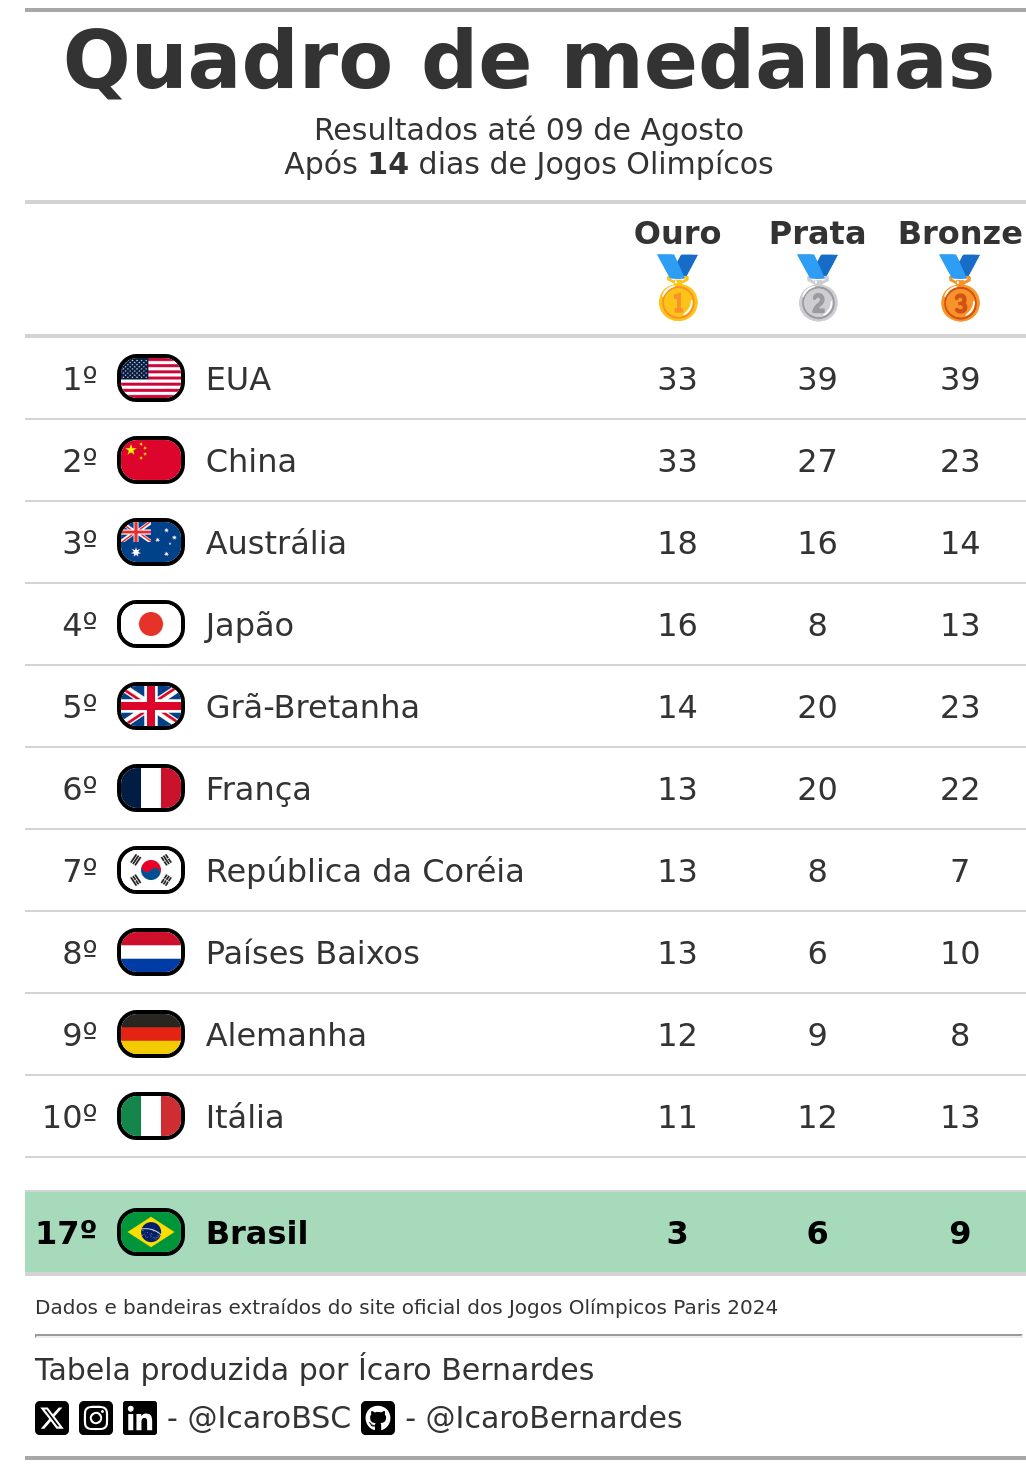 Quadro de medalhas
Resultados até 09 de Agosto
Após 14 dias de Jogos Olimpícos
Ouro Prata Bronze
1 2 3
1º EUA 33 39 39
2º China 33 27 23
3º Austrália 18 16 14
4º Japão 16 8 13
5º Grã-Bretanha 14 20 23
6º França 13 20 22
7º República da Coréia 13 8 7
8º Países Baixos 13 6 10
9º Alemanha 12 9 8
10º Itália 11 12 13
17º Brasil 3 6 9
Dados e bandeiras extraídos do site oficial dos Jogos Olímpicos Paris 2024
Tabela produzida por Ícaro Bernardes
X in - @IcaroBSC - @IcaroBernardes